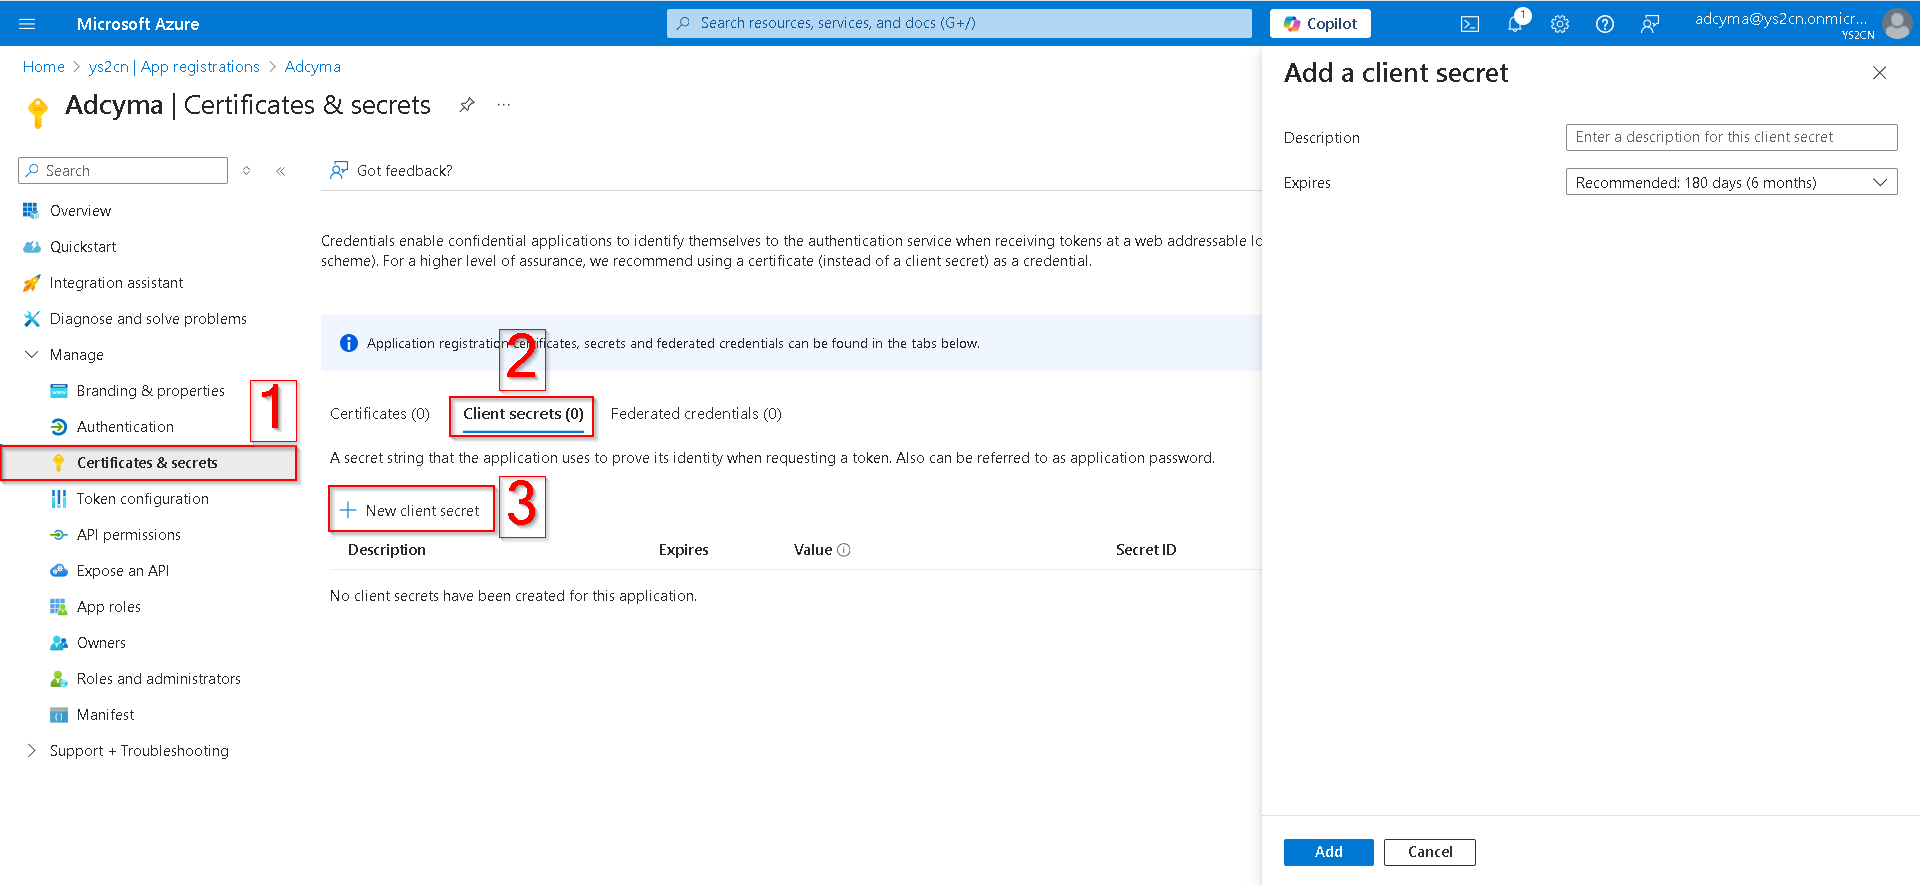 Microsoft Azure
Search resources, services, and docs (G+/)
Copilot
1
adcyma@ys2cn.onmicr...
YS2CN
Home > ys2cn | App registrations > Adcyma
Adcyma | Certificates & secrets
...
Search
Overview
Quickstart
Integration assistant
Diagnose and solve problems
Manage
Branding & properties
1
Authentication
Certificates & secrets
Token configuration
API permissions
Expose an API
App roles
Owners
Roles and administrators
Manifest
Support + Troubleshooting
Got feedback?
Credentials enable confidential applications to identify themselves to the authentication service when receiving tokens at a web addressable lo
scheme). For a higher level of assurance, we recommend using a certificate (instead of a client secret) as a credential.
Application registration certificates, secrets and federated credentials can be found in the tabs below.
2
Certificates (0) Client secrets (0) Federated credentials (0)
A secret string that the application uses to prove its identity when requesting a token. Also can be referred to as application password.
New client secret
3
Description Expires Value Secret ID
No client secrets have been created for this application.
Add a client secret
Description
Enter a description for this client secret
Expires
Recommended: 180 days (6 months)
Add
Cancel